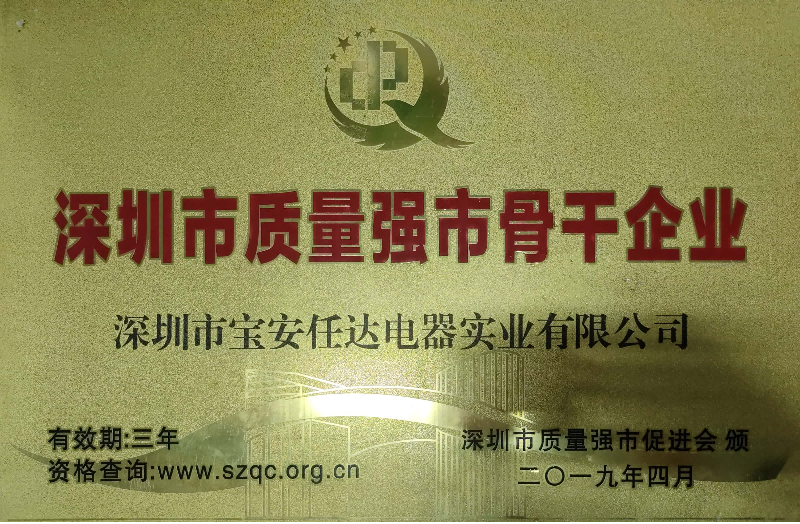 深圳市质量强市骨干企业
深圳市宝安任达电器实业有限公司
有效期:三年
资格查询:www.szqc.org.cn
深圳市质量强市促进会 颁
二〇一九年四月